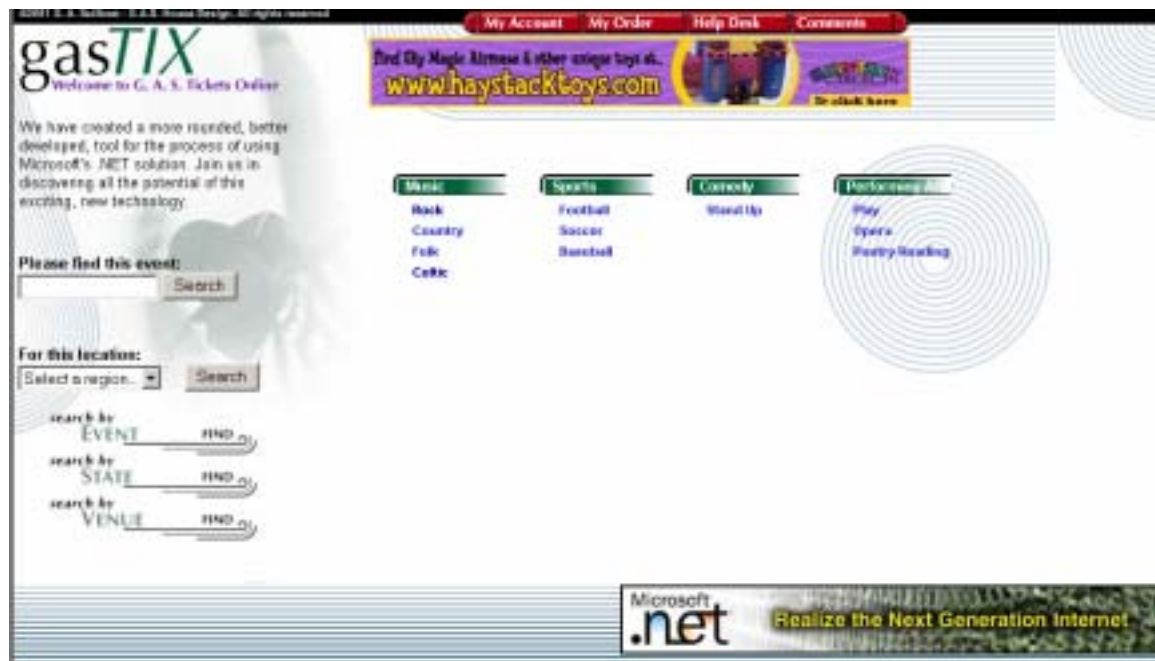 My Account My Order Help Desk Comments
gasTIX
Welcome to G. A. S. Tickets Online
www.haystacktoys.com
Or click here
We have created a more rounded, better
developed, tool for the process of using
Microsoft's .NET solution. Join us in
discovering all the potential of this
exciting, new technology.
Music
Rock
Country
Folk
Celtic
Sports
Football
Soccer
Baseball
Comedy
Stand Up
Performing
Play
Opera
Poetry Reading
Please find this event:
Search
For this location:
Select a region..
Search
search by
EVENT FIND
search by
STATE FIND
search by
VENUE FIND
Microsoft
.net
Realize the Next Generation Internet